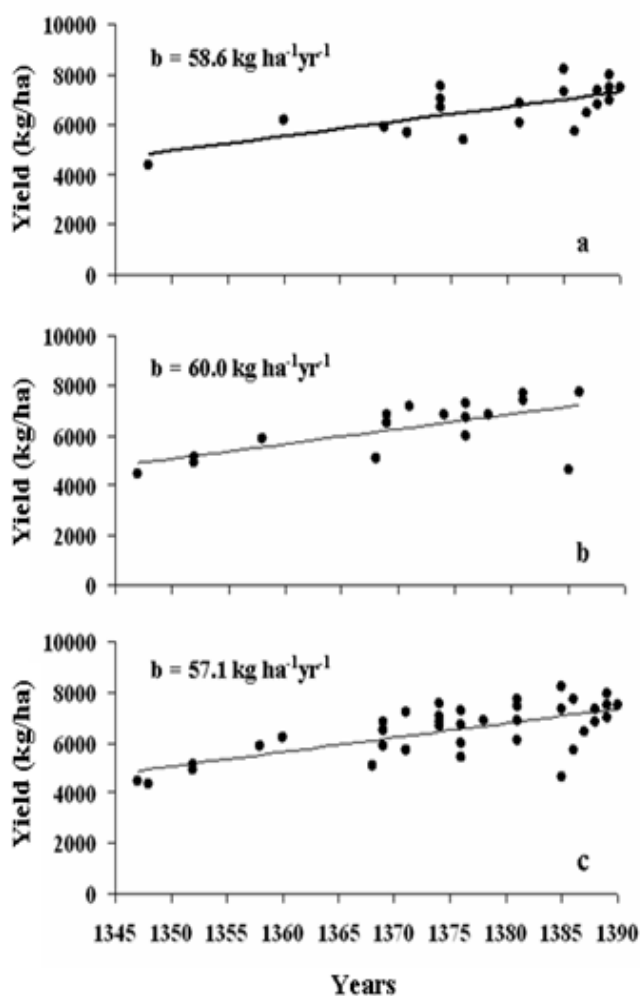 10000
8000
6000
4000
2000
0
Yield (kg/ha)
b = 58.6 kg ha⁻¹yr⁻¹
a
10000
8000
6000
4000
2000
0
Yield (kg/ha)
b = 60.0 kg ha⁻¹yr⁻¹
b
10000
8000
6000
4000
2000
0
Yield (kg/ha)
b = 57.1 kg ha⁻¹yr⁻¹
c
1345 1350 1355 1360 1365 1370 1375 1380 1385 1390
Years